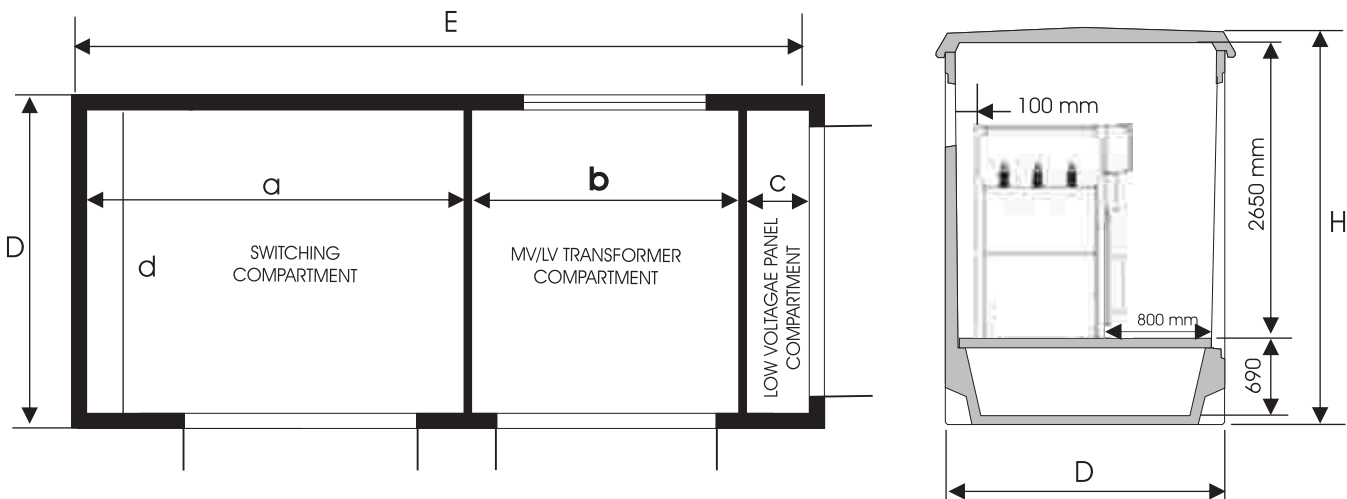 E
a
b
c
D
d
SWITCHING
COMPARTMENT
MV/LV TRANSFORMER
COMPARTMENT
LOW VOLTAGAE PANEL
COMPARTMENT
100 mm
2650 mm
H
800 mm
690
D